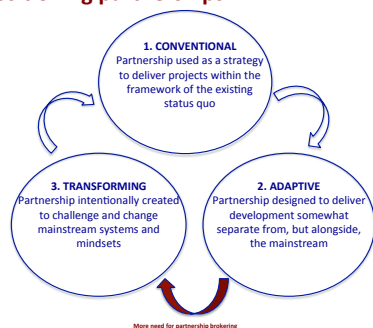 1. CONVENTIONAL
Partnership used as a strategy
to deliver projects within the
framework of the existing
status quo
3. TRANSFORMING
Partnership intentionally created
to challenge and change
mainstream systems and
mindsets
2. ADAPTIVE
Partnership designed to deliver
development somewhat
separate from, but alongside,
the mainstream
More need for partnership brokering